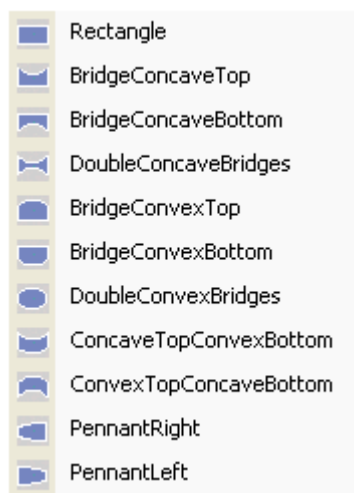 Rectangle
BridgeConcaveTop
BridgeConcaveBottom
DoubleConcaveBridges
BridgeConvexTop
BridgeConvexBottom
DoubleConvexBridges
ConcaveTopConvexBottom
ConvexTopConcaveBottom
PennantRight
PennantLeft